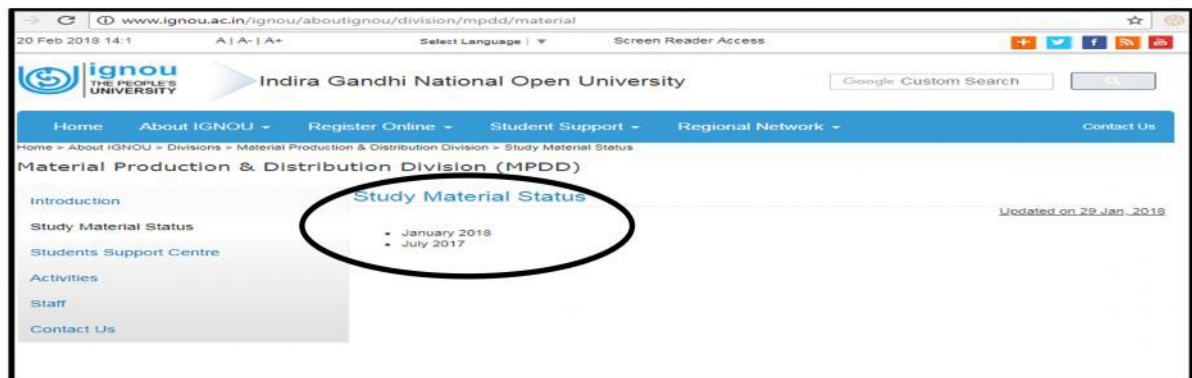 www.ignou.ac.in/ignou/aboutignou/division/mpdd/material
20 Feb 2018 14:1 A | A- | A+ Select Language | ▼ Screen Reader Access
ignou
THE PEOPLE'S
UNIVERSITY
Indira Gandhi National Open University
Google Custom Search
Home About IGNOU Register Online Student Support Regional Network Contact Us
Home > About IGNOU > Divisions > Material Production & Distribution Division > Study Material Status
Material Production & Distribution Division (MPDD)
Introduction
Study Material Status
Students Support Centre
Activities
Staff
Contact Us
Study Material Status
Updated on 29 Jan, 2018
• January 2018
• July 2017